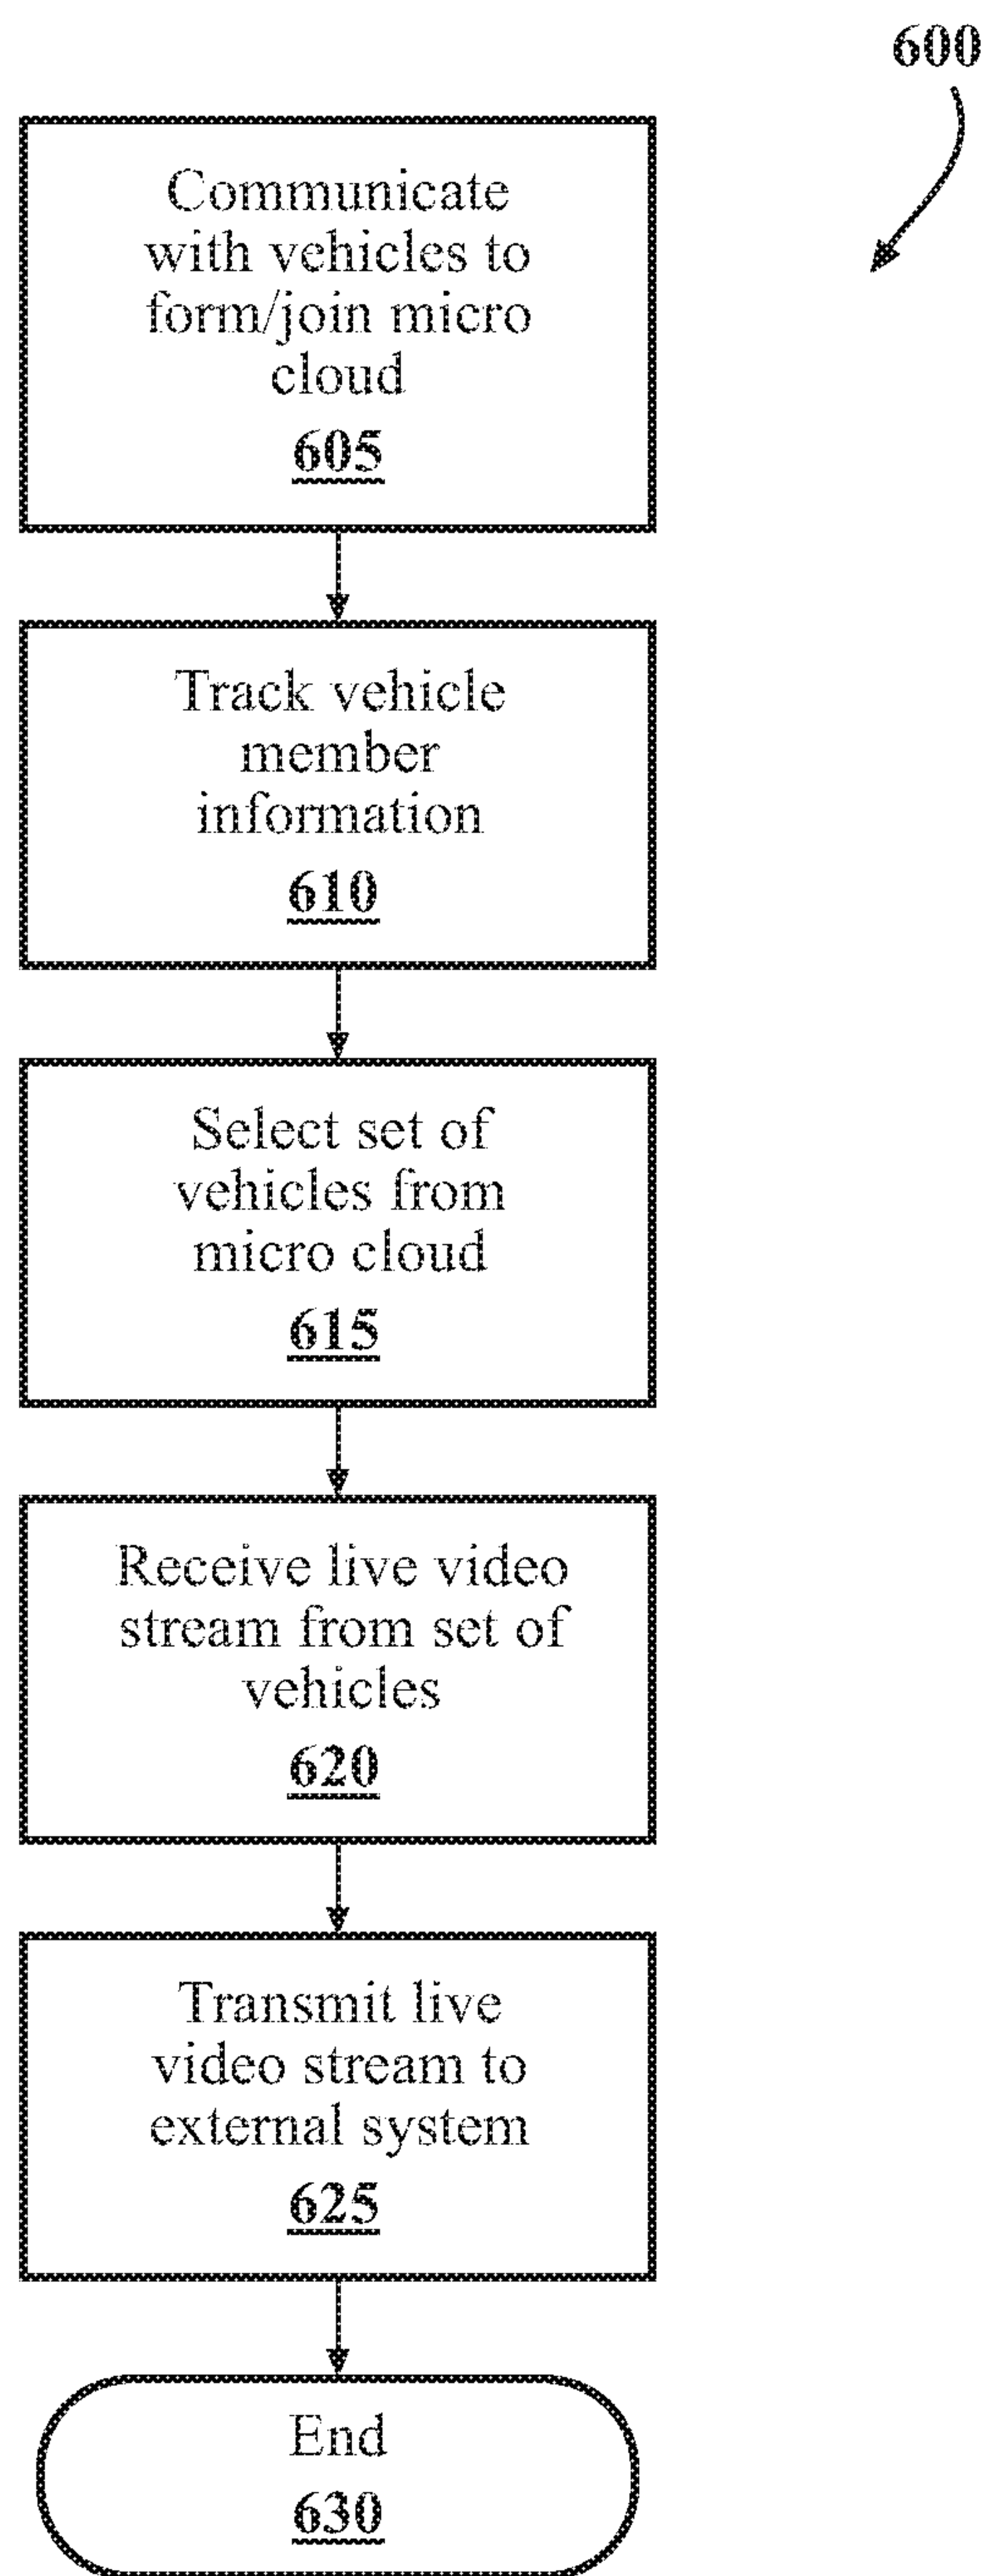 600
Communicate
with vehicles to
form/join micro
cloud
605
Track vehicle
member
information
610
Select set of
vehicles from
micro cloud
615
Receive live video
stream from set of
vehicles
620
Transmit live
video stream to
external system
625
End
630